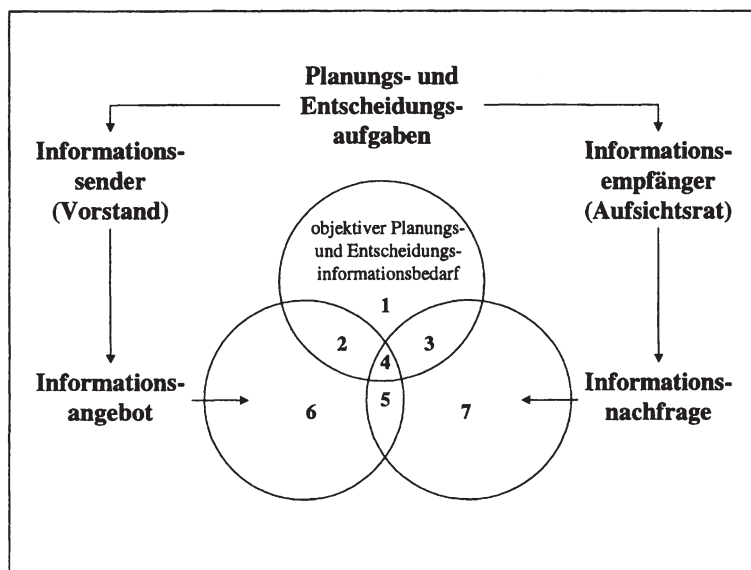 Planungs- und
Entscheidungs-
aufgaben
Informations-
sender
(Vorstand)
Informations-
empfänger
(Aufsichtsrat)
objektiver Planungs-
und Entscheidungs-
informationsbedarf
1
2
3
4
Informations-
angebot
5
6
7
Informations-
nachfrage